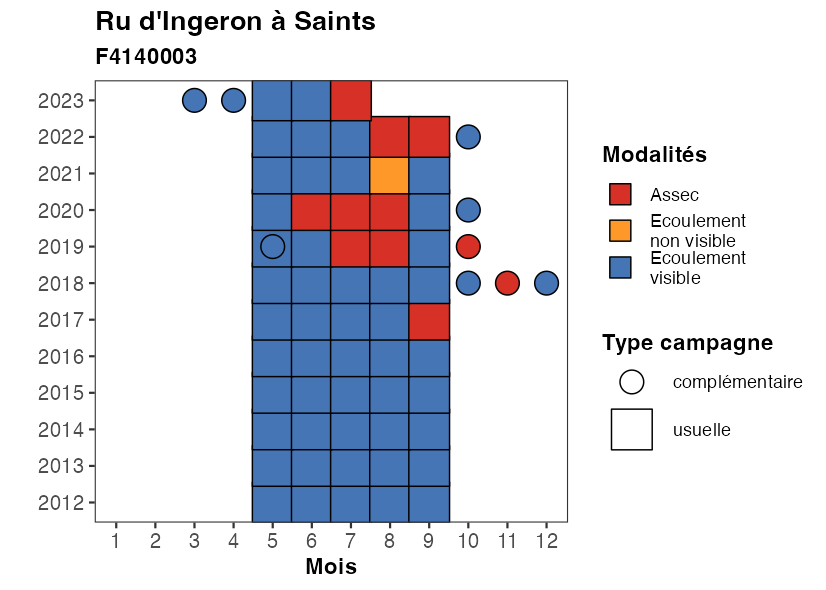 Ru d'Ingeron à Saints
F4140003
2023
2022
2021
2020
2019
2018
2017
2016
2015
2014
2013
2012
1 2 3 4 5 6 7 8 9 10 11 12
Mois
Modalités
Assec
Ecoulement
non visible
Ecoulement
visible
Type campagne
complémentaire
usuelle